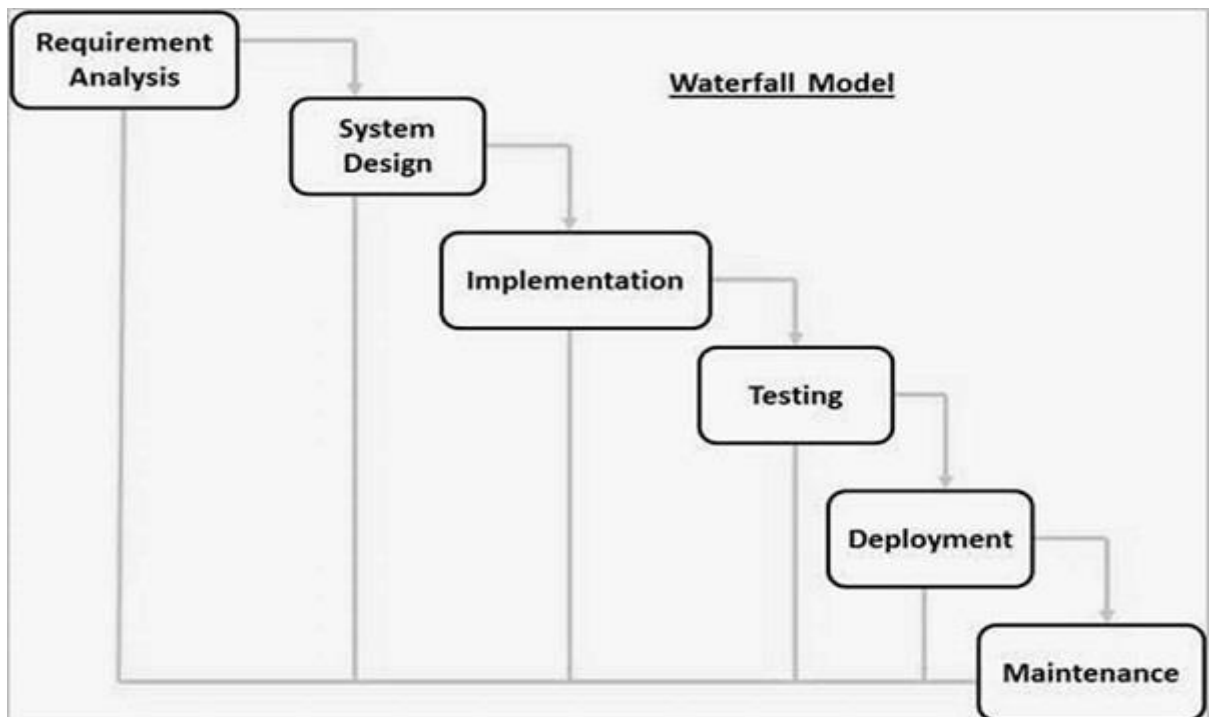 Requirement
Analysis
Waterfall Model
System
Design
Implementation
Testing
Deployment
Maintenance